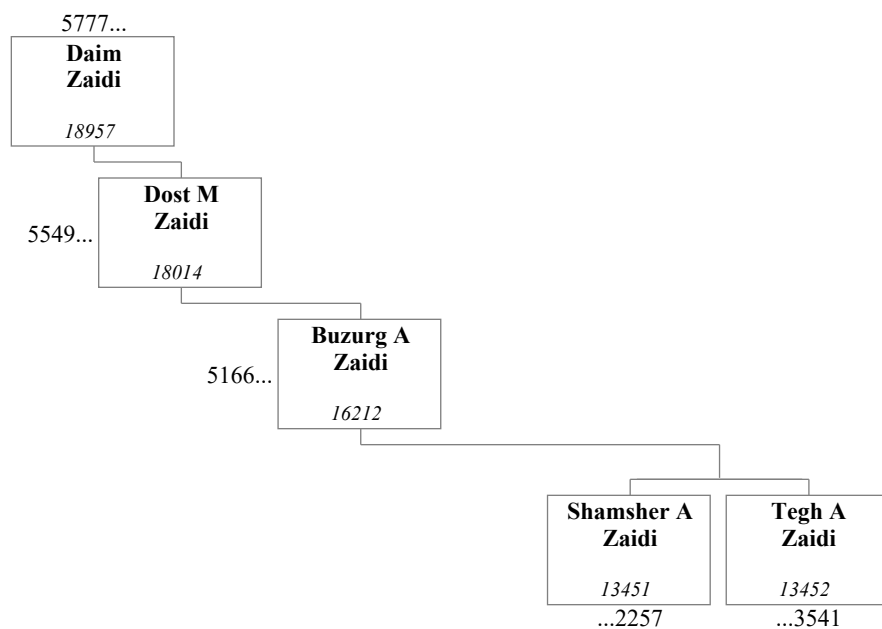 5777...
Daim
Zaidi
18957
Dost M
Zaidi
5549...
18014
Buzurg A
Zaidi
5166...
16212
Shamsher A
Zaidi
13451
...2257
Tegh A
Zaidi
13452
...3541